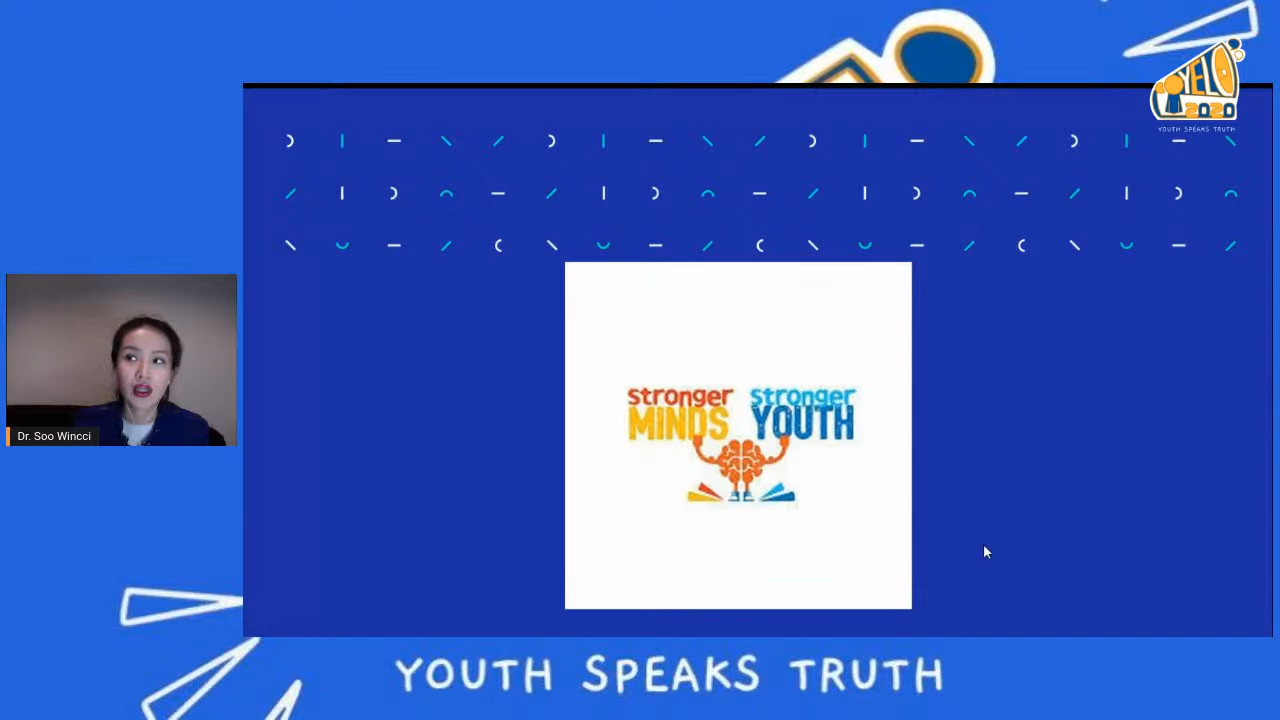 YELO
2020
YOUTH SPEAKS TRUTH
stronger stronger
MINDS YOUTH
Dr. Soo Wincci
YOUTH SPEAKS TRUTH